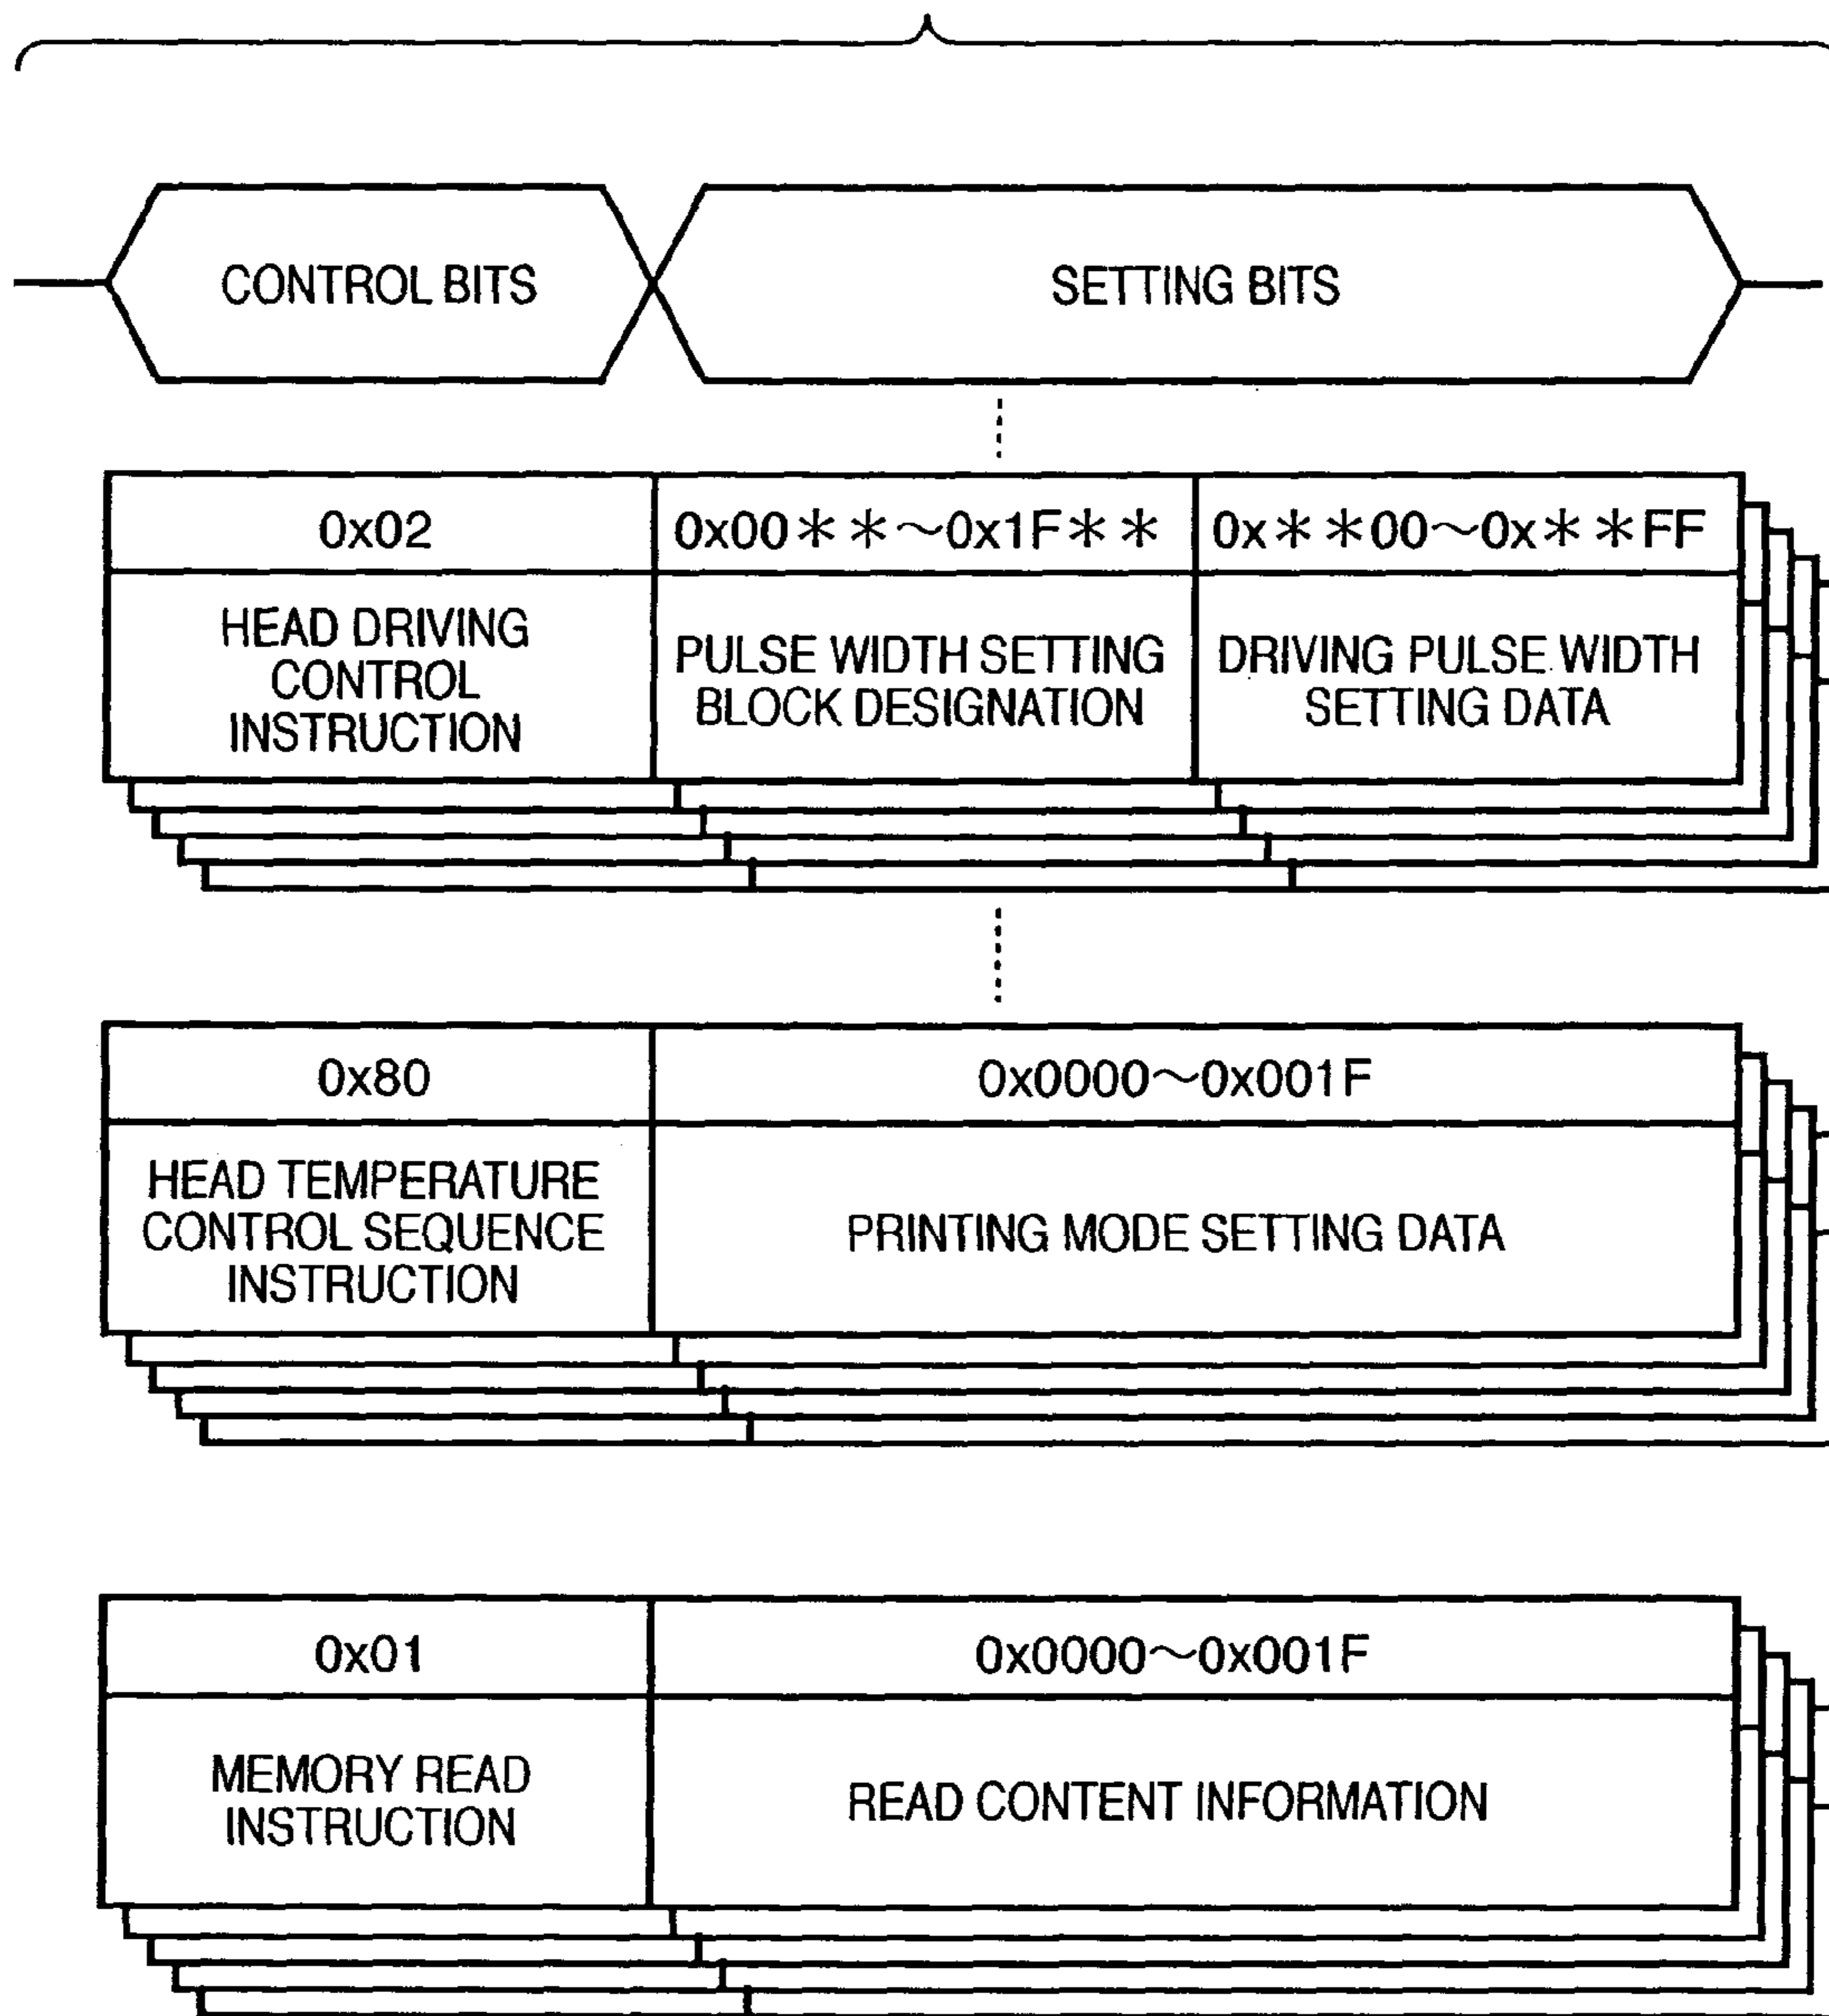 CONTROL BITS
SETTING BITS
0x02
0x00**~0x1F**
0x**00~0x**FF
HEAD DRIVING
CONTROL
INSTRUCTION
PULSE WIDTH SETTING
BLOCK DESIGNATION
DRIVING PULSE WIDTH
SETTING DATA
0x80
0x0000~0x001F
HEAD TEMPERATURE
CONTROL SEQUENCE
INSTRUCTION
PRINTING MODE SETTING DATA
0x01
0x0000~0x001F
MEMORY READ
INSTRUCTION
READ CONTENT INFORMATION